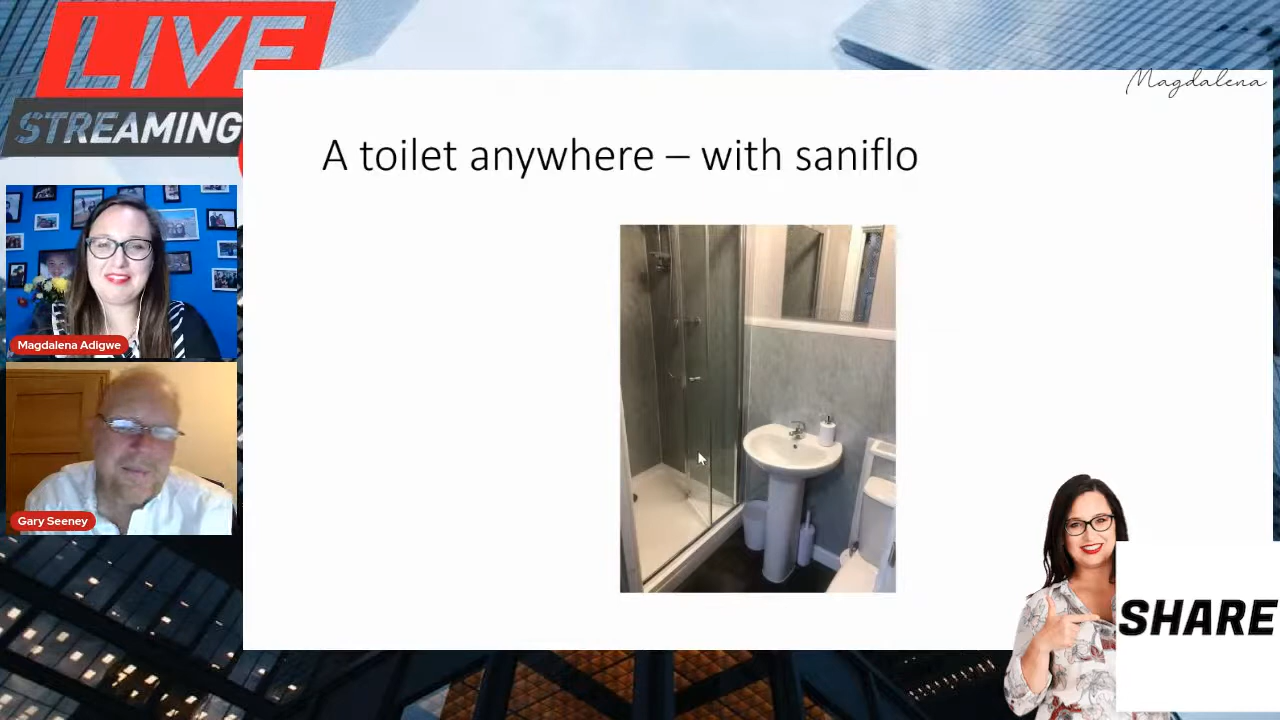 LIVE
STREAMING
Magdalena
A toilet anywhere – with saniflo
Magdalena Adigwe
Gary Seeney
SHARE